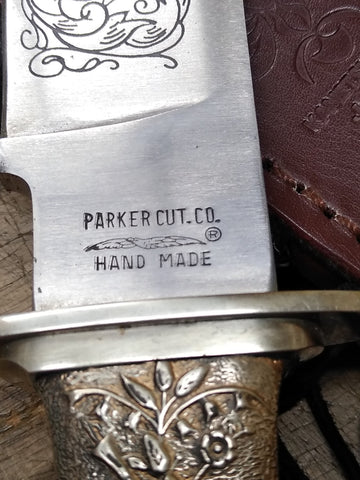 PARKER CUT. CO.
®
HAND MADE